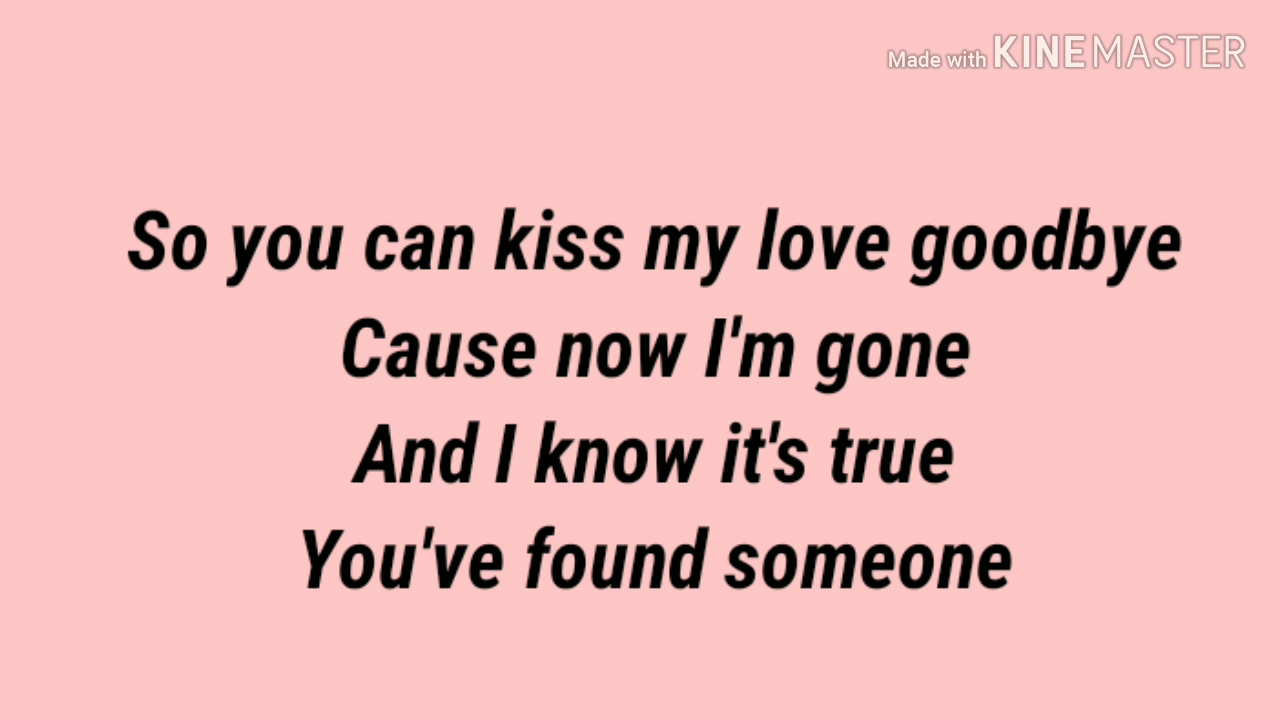 Made with KINEMASTER
So you can kiss my love goodbye
Cause now I'm gone
And I know it's true
You've found someone